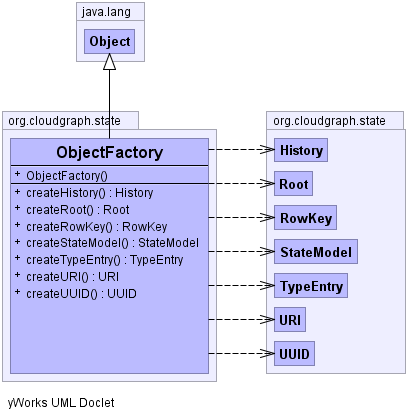 java.lang
Object
org.cloudgraph.state
ObjectFactory
+ ObjectFactory()
+ createHistory() : History
+ createRoot() : Root
+ createRowKey() : RowKey
+ createStateModel() : StateModel
+ createTypeEntry() : TypeEntry
+ createURI() : URI
+ createUUID() : UUID
org.cloudgraph.state
History
Root
RowKey
StateModel
TypeEntry
URI
UUID
yWorks UML Doclet